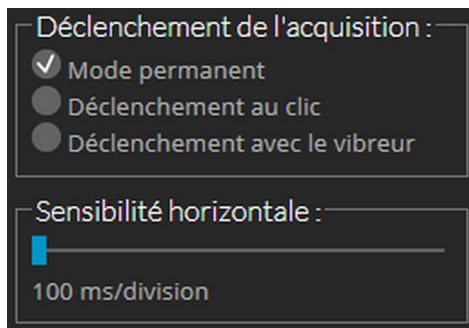 Déclenchement de l'acquisition :
Mode permanent
Déclenchement au clic
Déclenchement avec le vibreur
Sensibilité horizontale :
100 ms/division